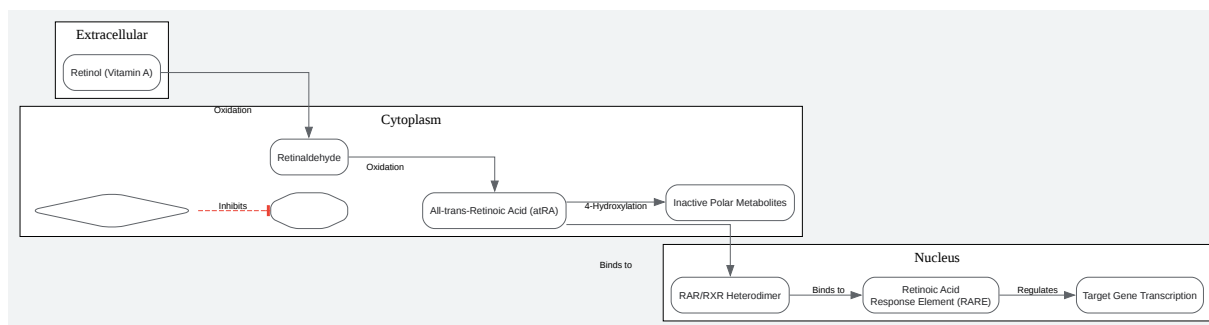 Extracellular
Retinol (Vitamin A)
Oxidation
Cytoplasm
Retinaldehyde
Oxidation
Inhibits
All-trans-Retinoic Acid (atRA)
4-Hydroxylation
Inactive Polar Metabolites
Binds to
Nucleus
RAR/RXR Heterodimer
Binds to
Retinoic Acid
Response Element (RARE)
Regulates
Target Gene Transcription